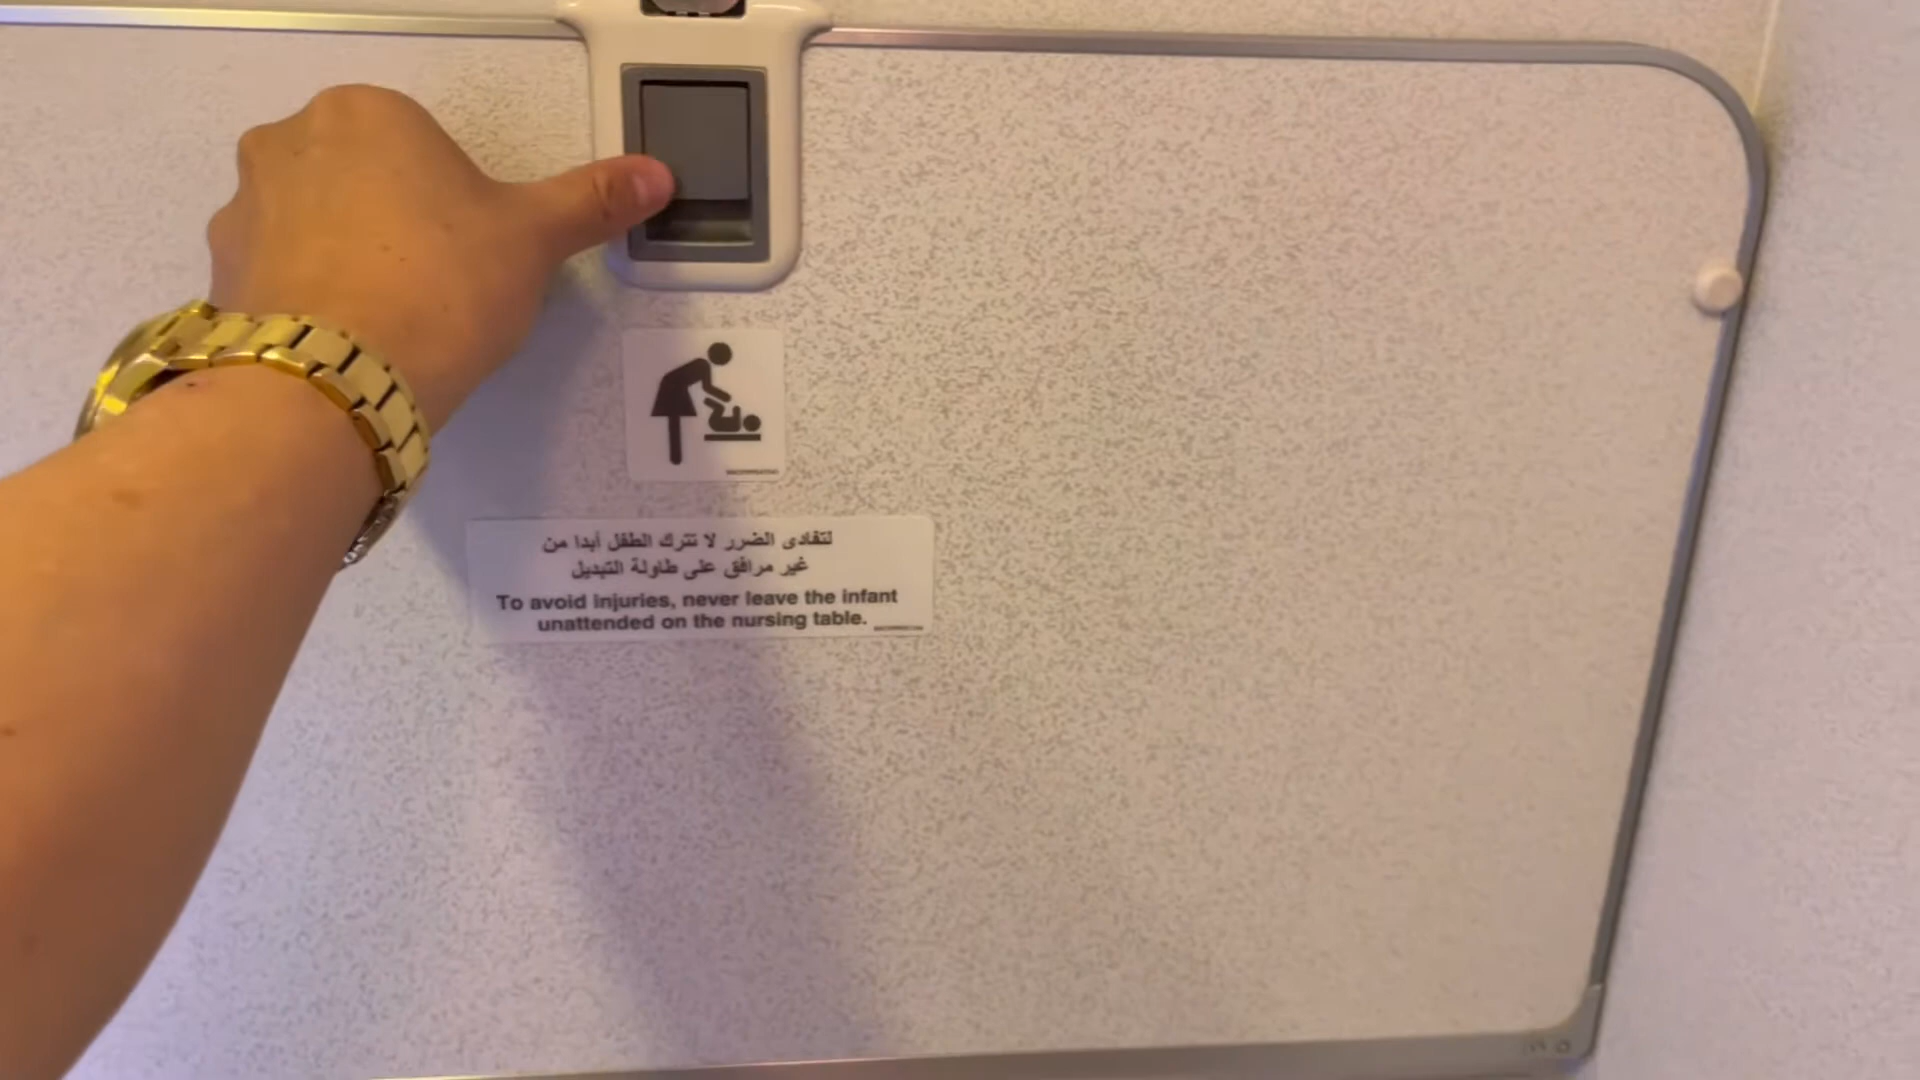 لتفادى الضرر لا تترك الطفل أبدا من
غير مرافق على طاولة التبديل
To avoid injuries, never leave the infant
unattended on the nursing table.